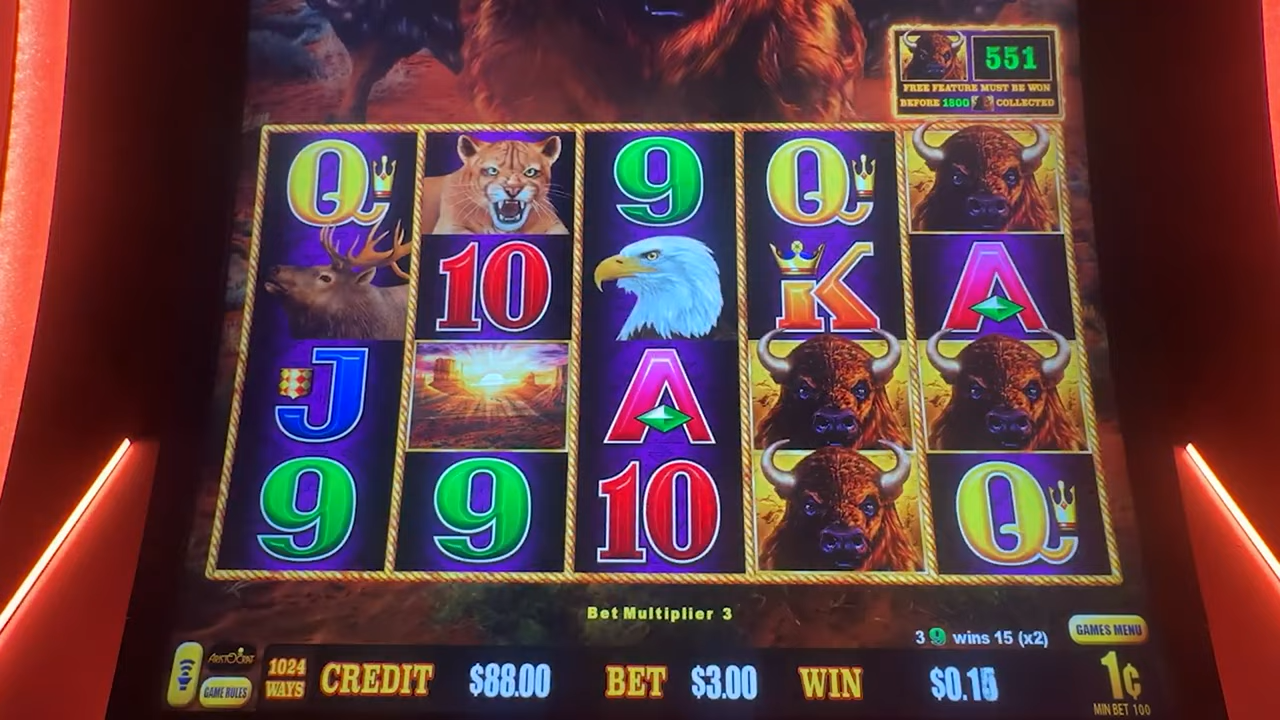 551
FREE FEATURE MUST BE WON
BEFORE 1800 COLLECTED
Q 9 Q
10 K A
J A
9 9 10 Q
Bet Multiplier 3
3 9 wins 15 (x2)
GAMES MENU
ARISTOCRAT
GAME RULES
1024 WAYS
CREDIT $88.00 BET $3.00 WIN $0.15
1¢
MIN BET 100